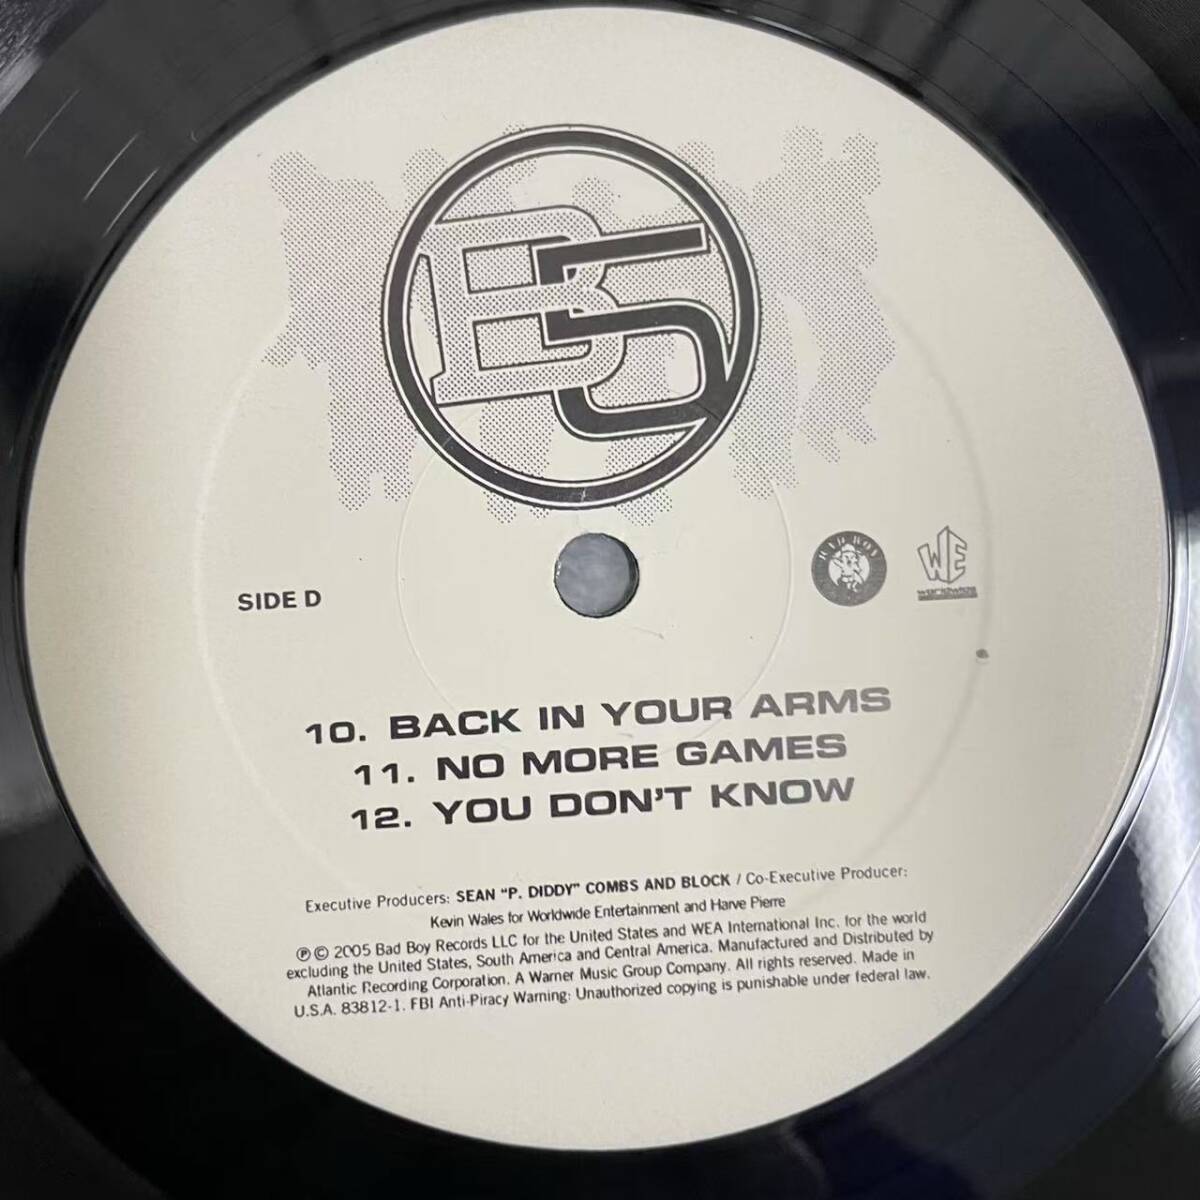 B5
SIDE D
BAD BOY
WE
WORLDWIDE
10. BACK IN YOUR ARMS
11. NO MORE GAMES
12. YOU DON'T KNOW
Executive Producers: SEAN "P. DIDDY" COMBS AND BLOCK / Co-Executive Producer:
Kevin Wales for Worldwide Entertainment and Harve Pierre
℗ © 2005 Bad Boy Records LLC for the United States and WEA International Inc. for the world
excluding the United States, South America and Central America. Manufactured and Distributed by
Atlantic Recording Corporation. A Warner Music Group Company. All rights reserved. Made in
U.S.A. 83812-1. FBI Anti-Piracy Warning: Unauthorized copying is punishable under federal law.